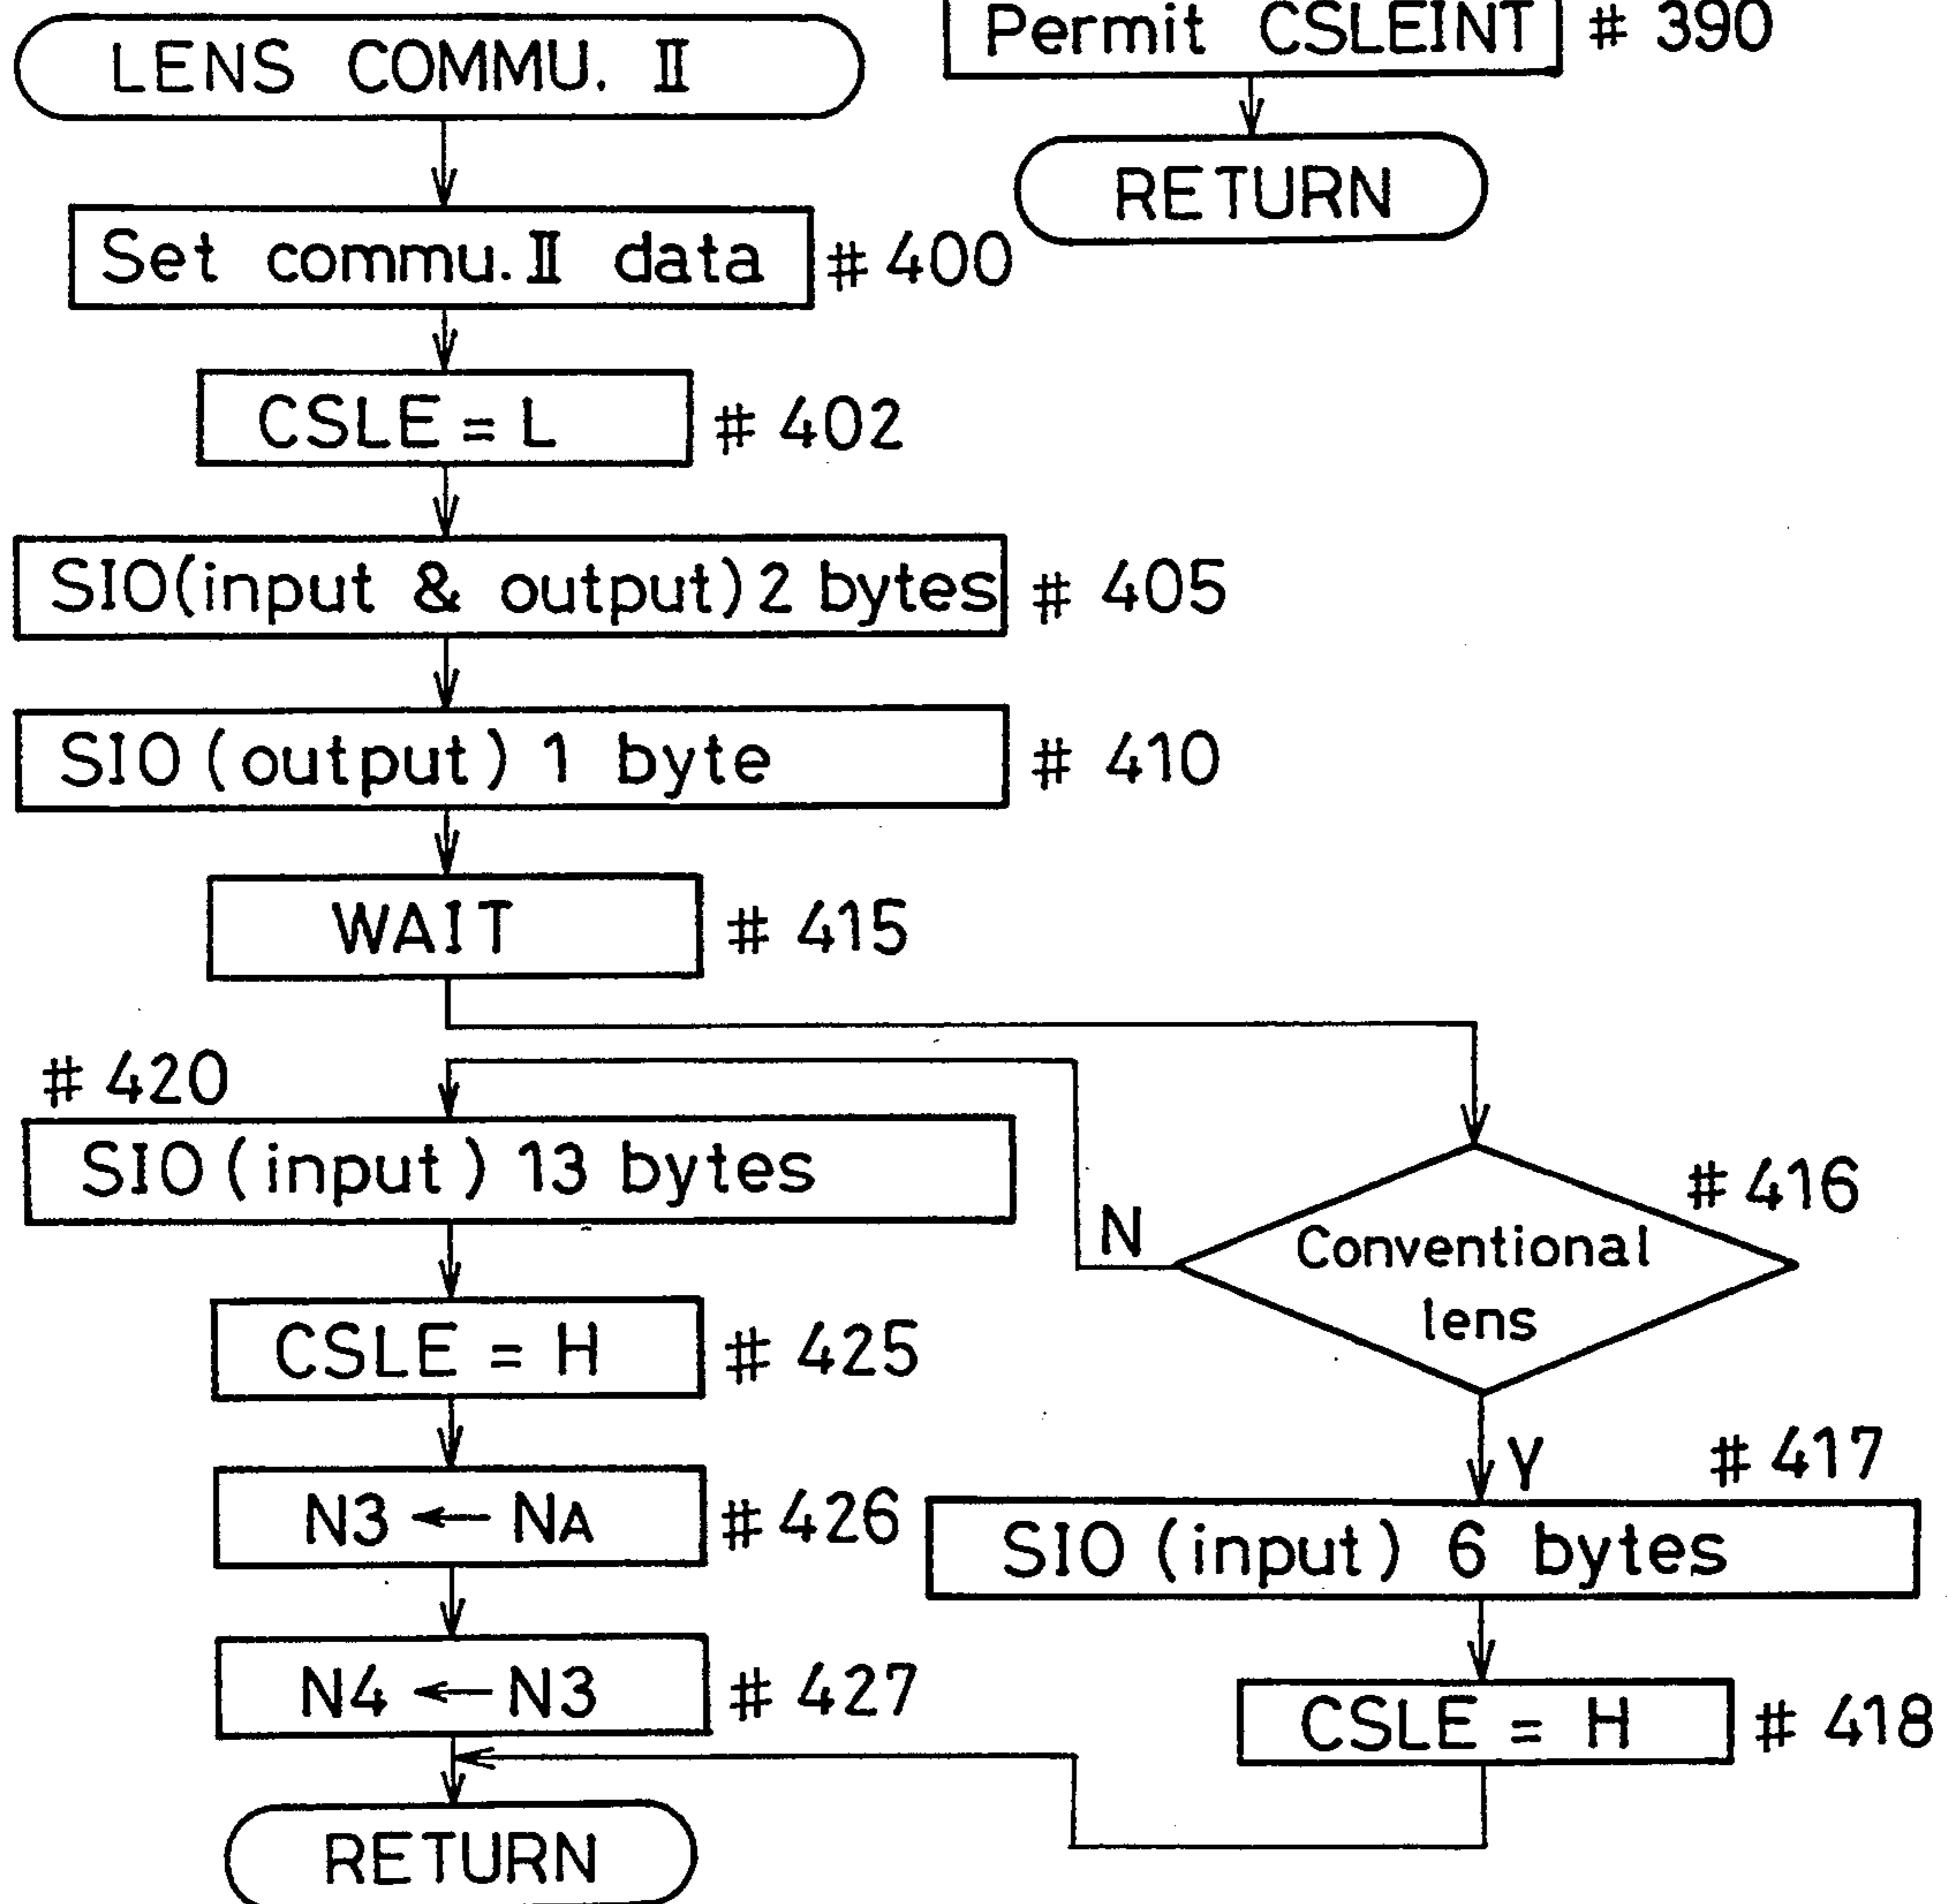 LENS COMMU. II
Set commu. II data
# 400
CSLE = L
# 402
SIO(input & output) 2 bytes
# 405
SIO (output) 1 byte
# 410
WAIT
# 415
# 420
SIO (input) 13 bytes
CSLE = H
# 425
N3 ← NA
# 426
N4 ← N3
# 427
RETURN
Permit CSLEINT
# 390
RETURN
# 416
Conventional
lens
N
Y
# 417
SIO (input) 6 bytes
CSLE = H
# 418